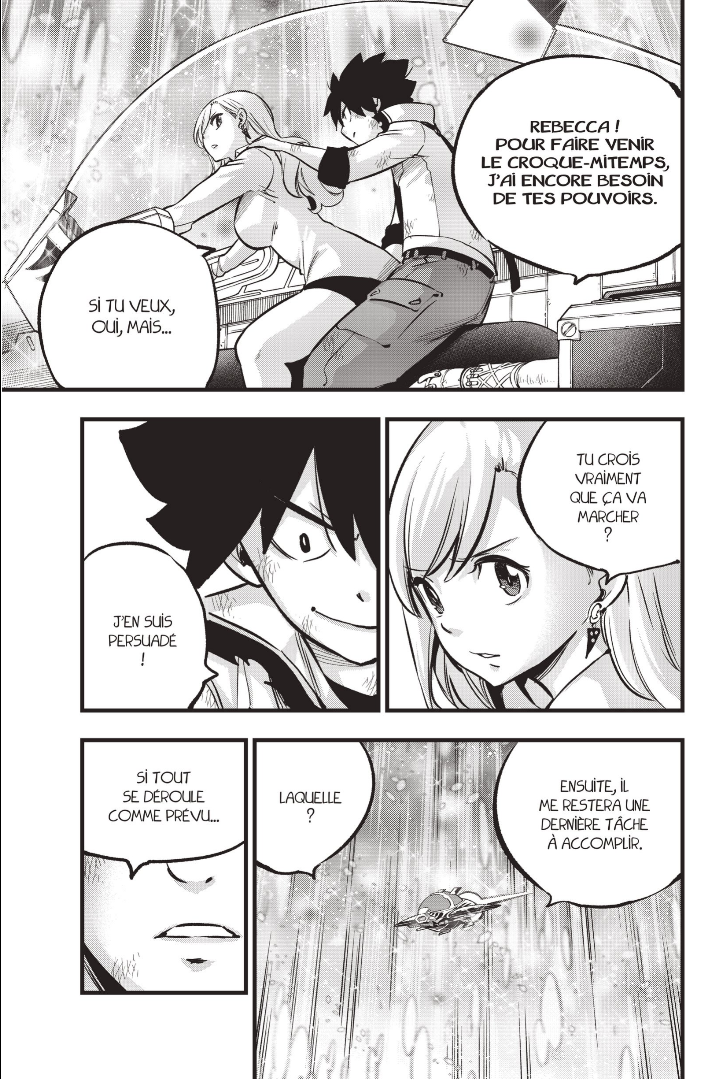 REBECCA !
POUR FAIRE VENIR
LE CROQUE-MITEMPS,
J'AI ENCORE BESOIN
DE TES POUVOIRS.
SI TU VEUX,
OUI, MAIS...
TU CROIS
VRAIMENT
QUE ÇA VA
MARCHER
?
J'EN SUIS
PERSUADÉ
!
ENSUITE, IL
ME RESTERA UNE
DERNIÈRE TÂCHE
À ACCOMPLIR.
LAQUELLE
?
SI TOUT
SE DÉROULE
COMME PRÉVU...